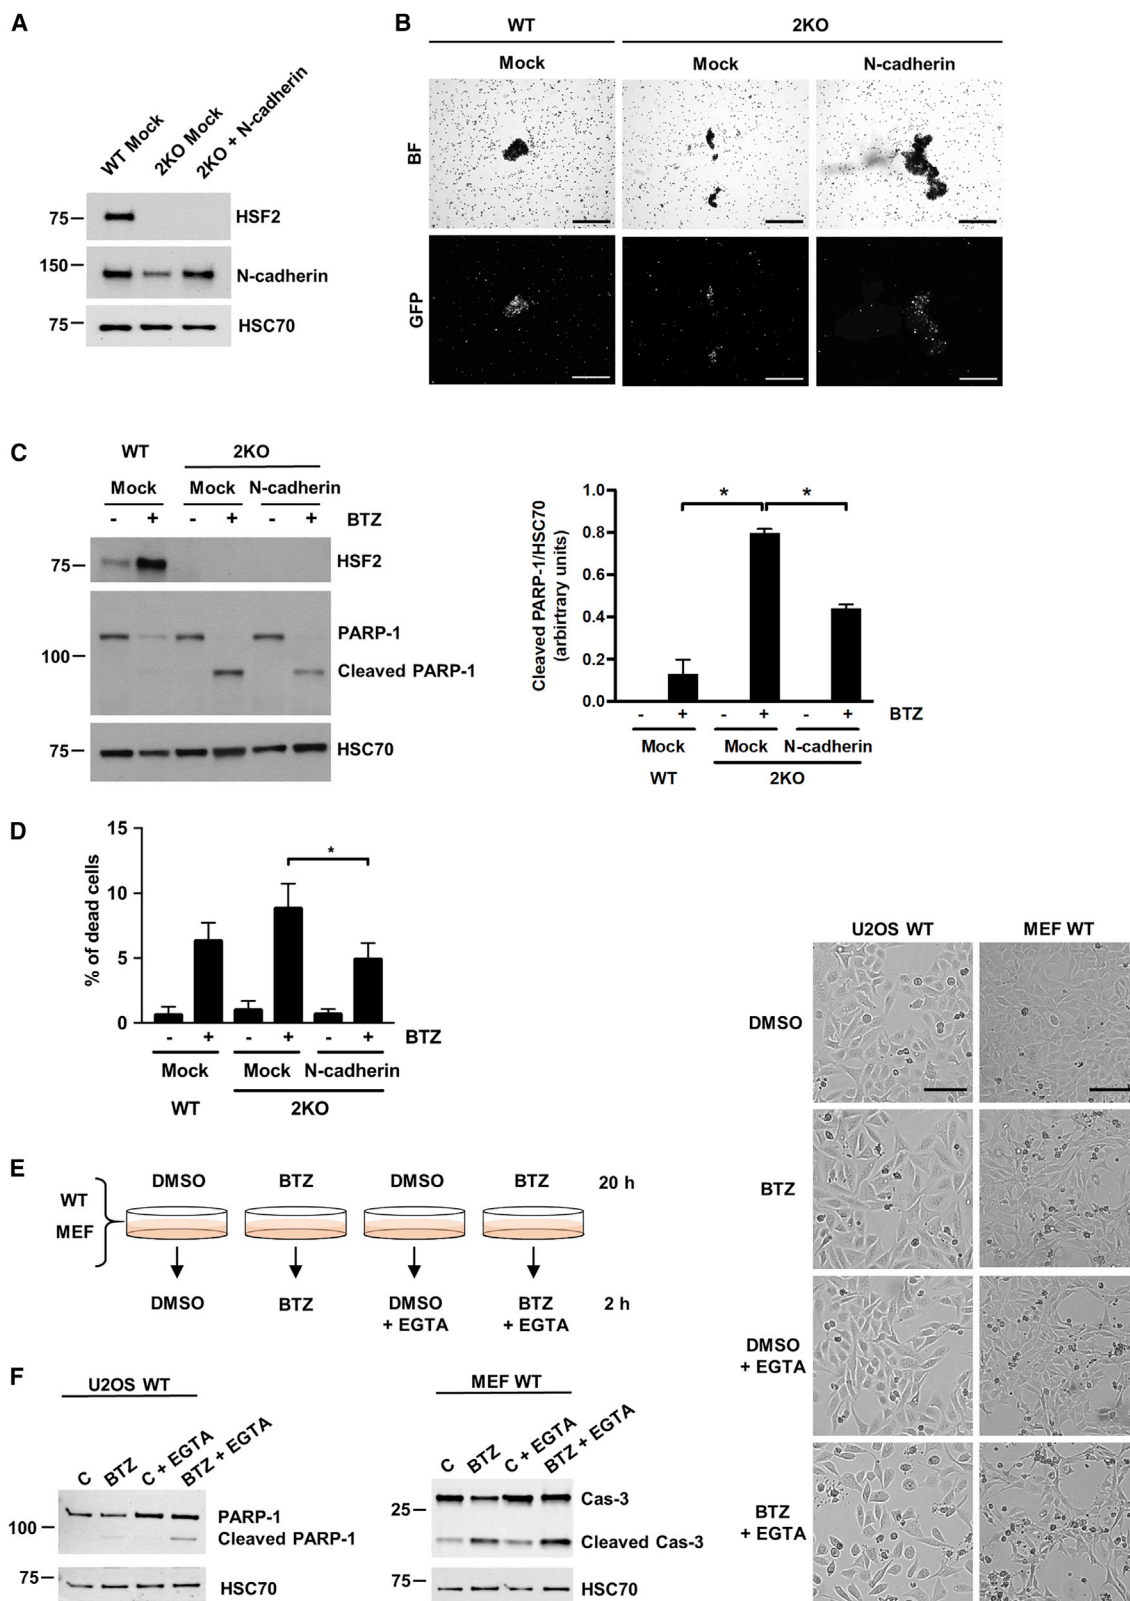 A
WT Mock
2KO Mock
2KO + N-cadherin
75
HSF2
150
N-cadherin
75
HSC70
B
WT
2KO
Mock
Mock
N-cadherin
BF
GFP
C
WT
2KO
Mock
Mock
N-cadherin
- + - + - + BTZ
75
HSF2
PARP-1
100
Cleaved PARP-1
75
HSC70
Cleaved PARP-1/HSC70
(arbirtrary units)
1.0
0.8
0.6
0.4
0.2
0.0
* *
- + - + - + BTZ
Mock Mock N-cadherin
WT 2KO
D
% of dead cells
15
10
5
0
*
- + - + - + BTZ
Mock Mock N-cadherin
WT 2KO
E
WT
MEF
DMSO BTZ DMSO BTZ 20 h
DMSO BTZ DMSO + EGTA BTZ + EGTA 2 h
U2OS WT MEF WT
DMSO
BTZ
DMSO
+ EGTA
BTZ
+ EGTA
F
U2OS WT
C
BTZ
C + EGTA
BTZ + EGTA
PARP-1
100
Cleaved PARP-1
75
HSC70
MEF WT
C
BTZ
C + EGTA
BTZ + EGTA
Cas-3
25
Cleaved Cas-3
75
HSC70